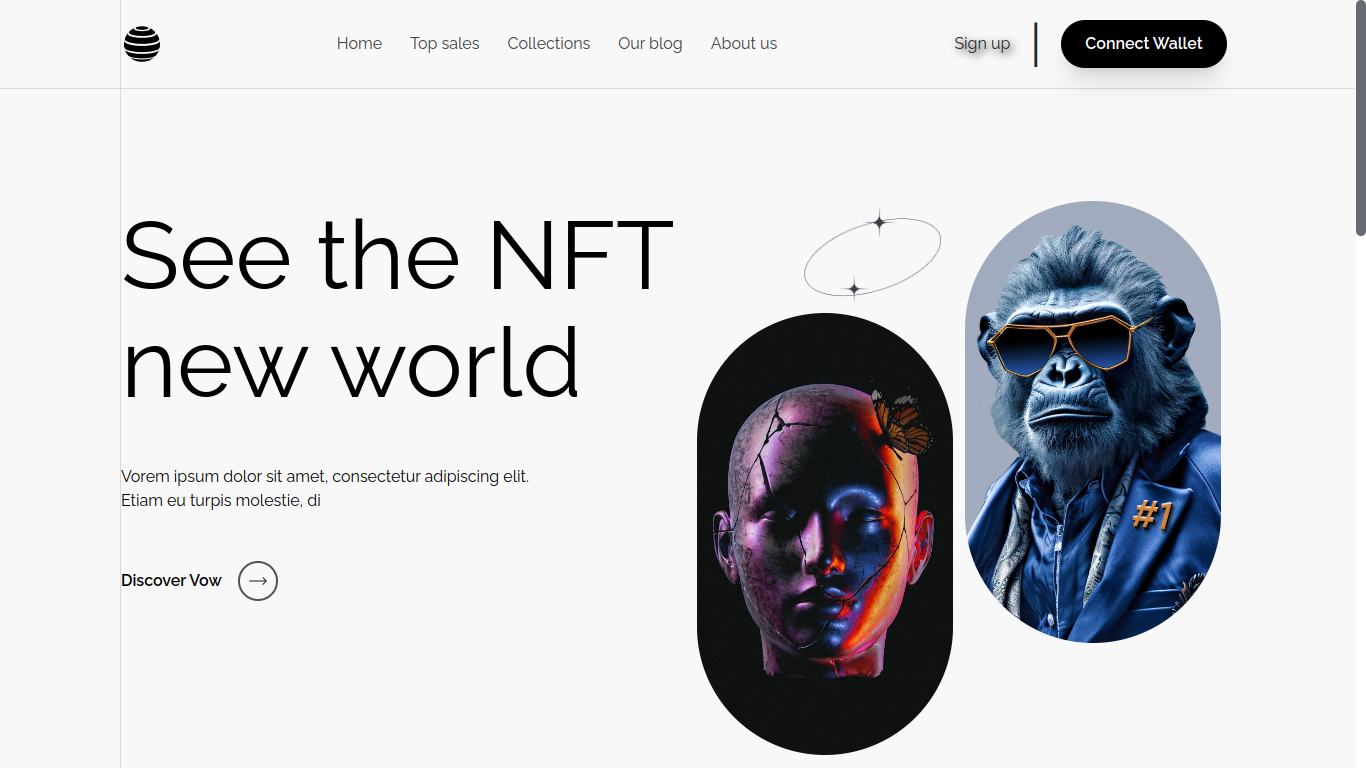 Home
Top sales
Collections
Our blog
About us
Sign up
Connect Wallet
See the NFT
new world
Vorem ipsum dolor sit amet, consectetur adipiscing elit.
Etiam eu turpis molestie, di
Discover Vow
#1